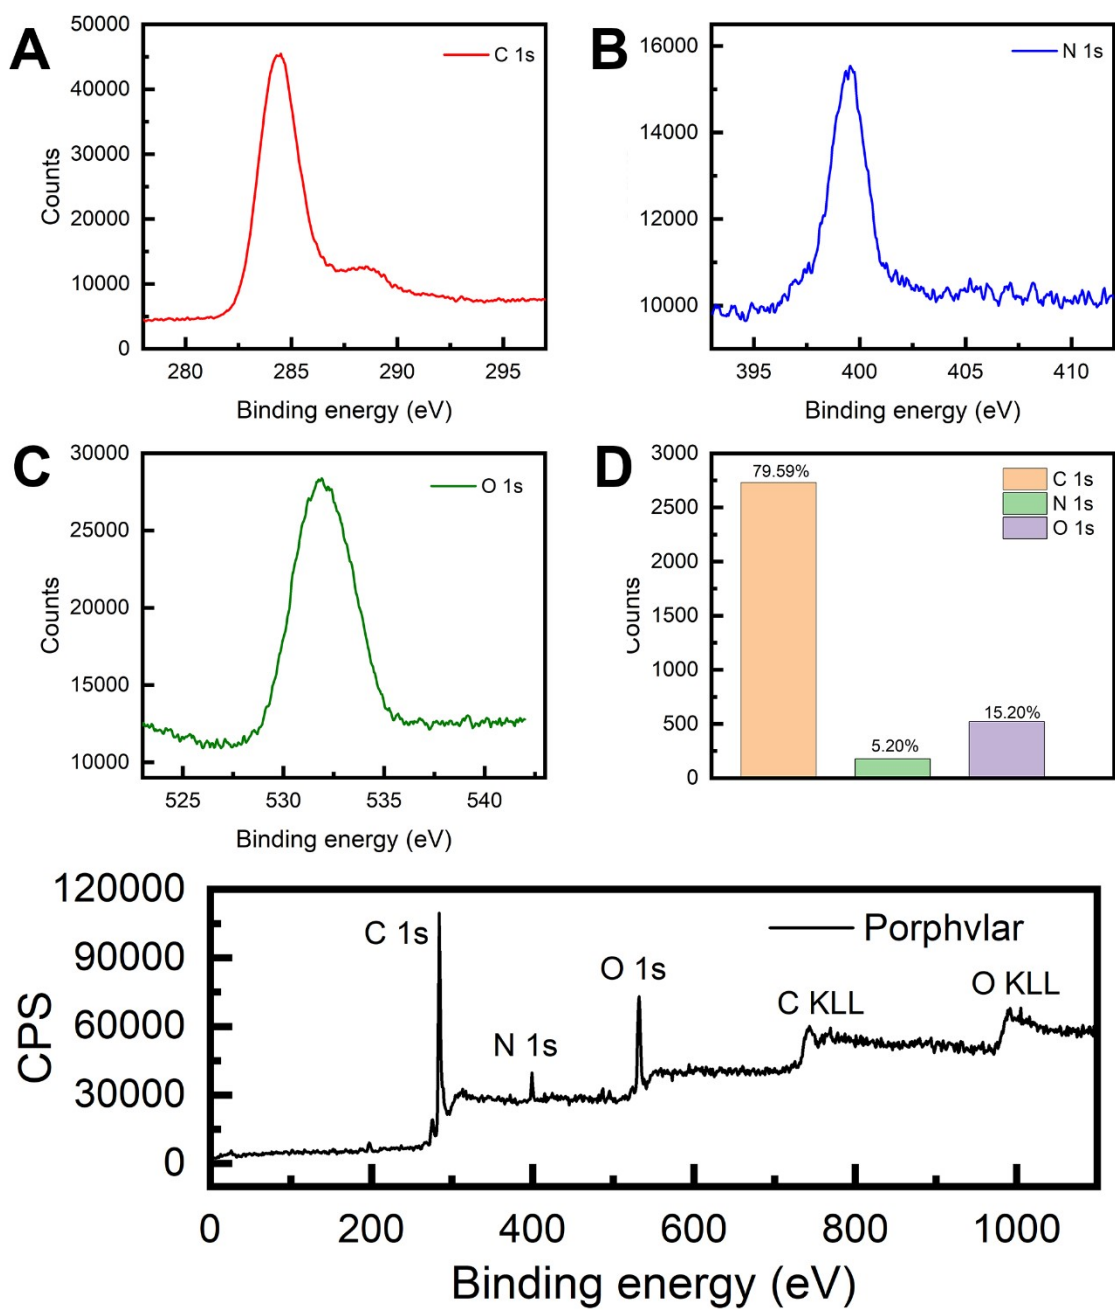 A
50000
40000
30000
20000
10000
0
Counts
C 1s
280 285 290 295
Binding energy (eV)
B
16000
14000
12000
10000
N 1s
395 400 405 410
Binding energy (eV)
C
30000
25000
20000
15000
10000
Counts
O 1s
525 530 535 540
Binding energy (eV)
D
3000
2500
2000
1500
1000
500
0
Counts
79.59%
5.20%
15.20%
C 1s
N 1s
O 1s
120000
90000
60000
30000
0
CPS
C 1s
N 1s
O 1s
C KLL
O KLL
Porphvlar
0 200 400 600 800 1000
Binding energy (eV)